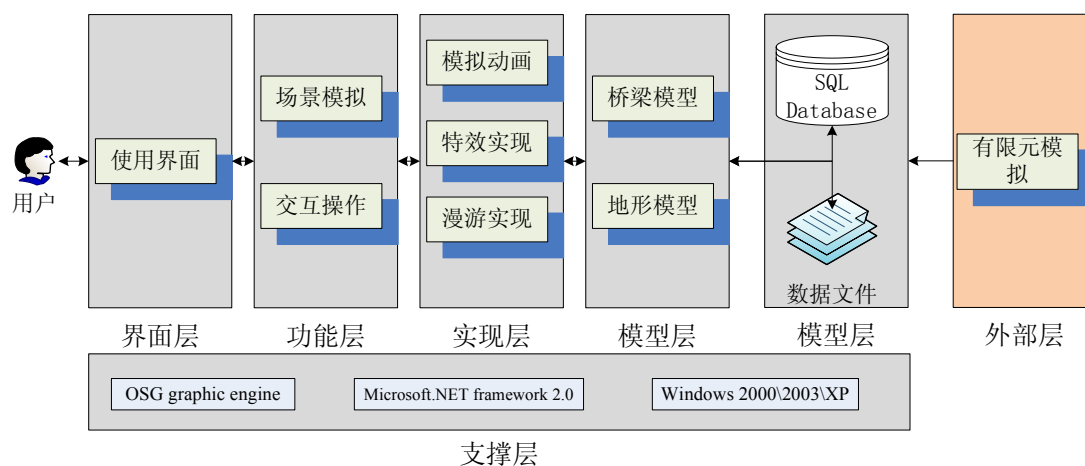 用户
使用界面
界面层
场景模拟
交互操作
功能层
模拟动画
特效实现
漫游实现
实现层
桥梁模型
地形模型
模型层
SQL
Database
数据文件
模型层
有限元模
拟
外部层
OSG graphic engine
Microsoft.NET framework 2.0
Windows 2000\2003\XP
支撑层